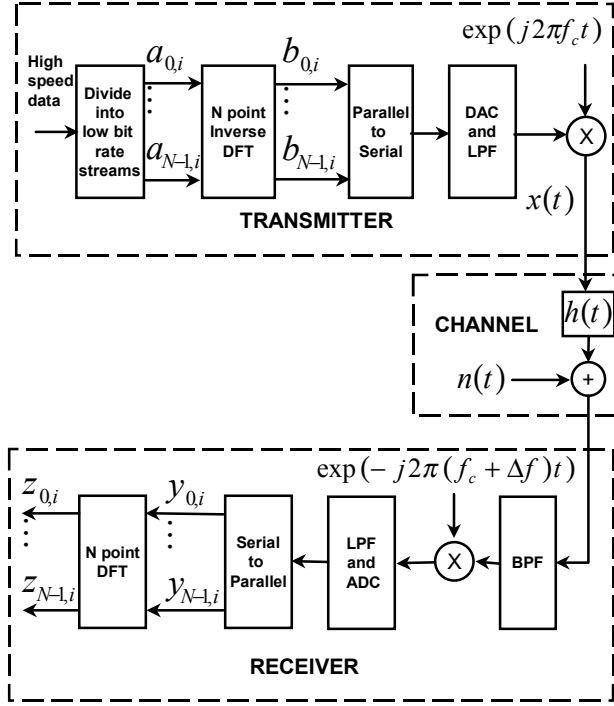 High
speed
data
Divide
into
low bit
rate
streams
a_{0,i}
⋮
a_{N-1,i}
N point
Inverse
DFT
b_{0,i}
⋮
b_{N-1,i}
Parallel
to
Serial
DAC
and
LPF
exp(j2πf_c t)
X
x(t)
TRANSMITTER
CHANNEL
h(t)
n(t)
+
exp(- j2π(f_c + Δf)t)
z_{0,i}
⋮
z_{N-1,i}
N point
DFT
y_{0,i}
⋮
y_{N-1,i}
Serial
to
Parallel
LPF
and
ADC
X
BPF
RECEIVER